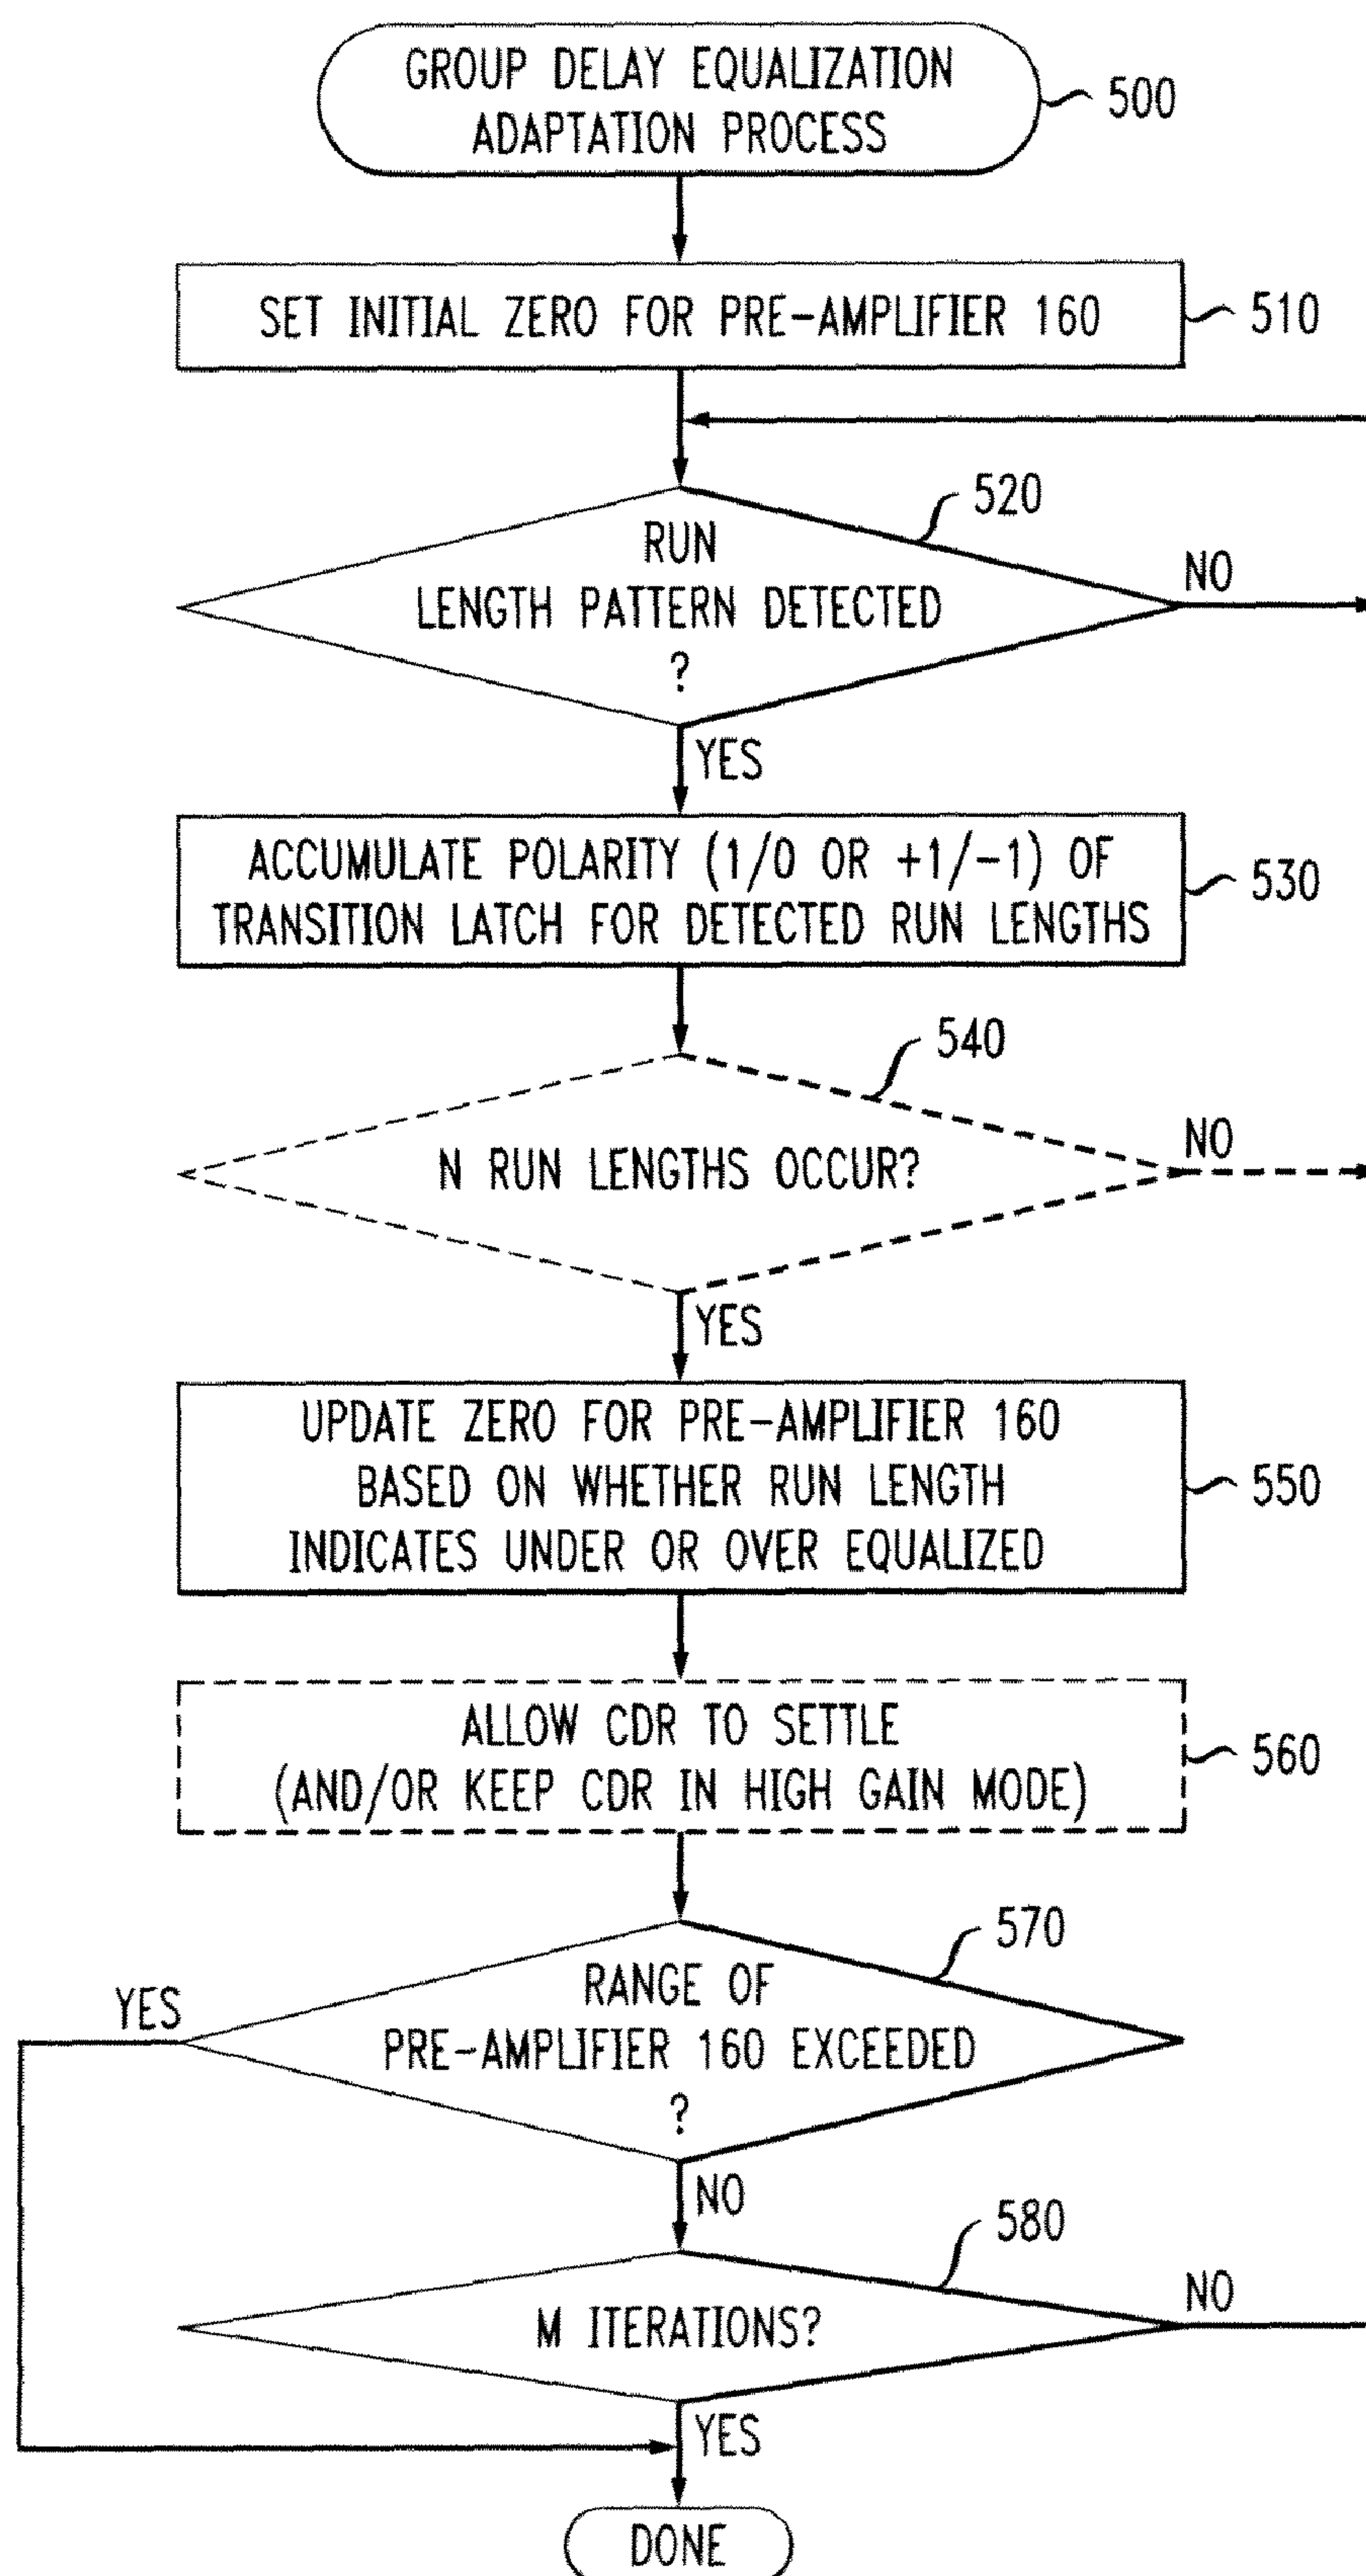 GROUP DELAY EQUALIZATION
ADAPTATION PROCESS
500
SET INITIAL ZERO FOR PRE-AMPLIFIER 160
510
520
RUN
LENGTH PATTERN DETECTED
?
NO
YES
ACCUMULATE POLARITY (1/0 OR +1/-1) OF
TRANSITION LATCH FOR DETECTED RUN LENGTHS
530
540
N RUN LENGTHS OCCUR?
NO
YES
UPDATE ZERO FOR PRE-AMPLIFIER 160
BASED ON WHETHER RUN LENGTH
INDICATES UNDER OR OVER EQUALIZED
550
ALLOW CDR TO SETTLE
(AND/OR KEEP CDR IN HIGH GAIN MODE)
560
570
RANGE OF
PRE-AMPLIFIER 160 EXCEEDED
?
YES
NO
580
M ITERATIONS?
NO
YES
DONE